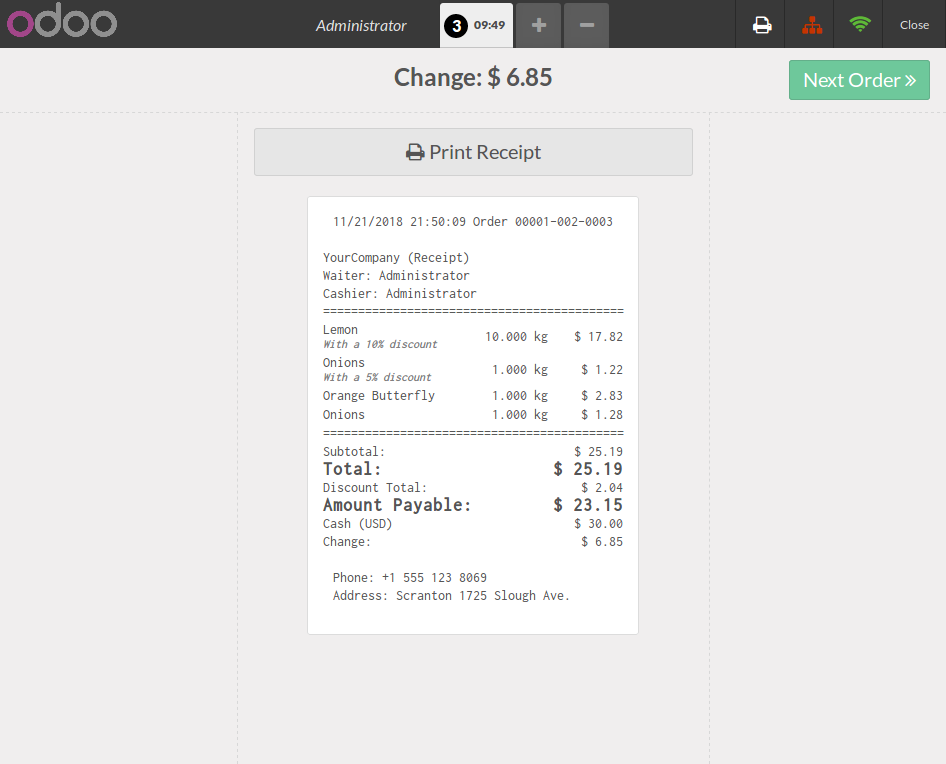 odoo
Administrator
3 09:49
Close
Change: $ 6.85
Next Order
Print Receipt
11/21/2018 21:50:09 Order 00001-002-0003
YourCompany (Receipt)
Waiter: Administrator
Cashier: Administrator
===========================================
Lemon 10.000 kg $ 17.82
With a 10% discount
Onions 1.000 kg $ 1.22
With a 5% discount
Orange Butterfly 1.000 kg $ 2.83
Onions 1.000 kg $ 1.28
===========================================
Subtotal: $ 25.19
Total: $ 25.19
Discount Total: $ 2.04
Amount Payable: $ 23.15
Cash (USD) $ 30.00
Change: $ 6.85
Phone: +1 555 123 8069
Address: Scranton 1725 Slough Ave.